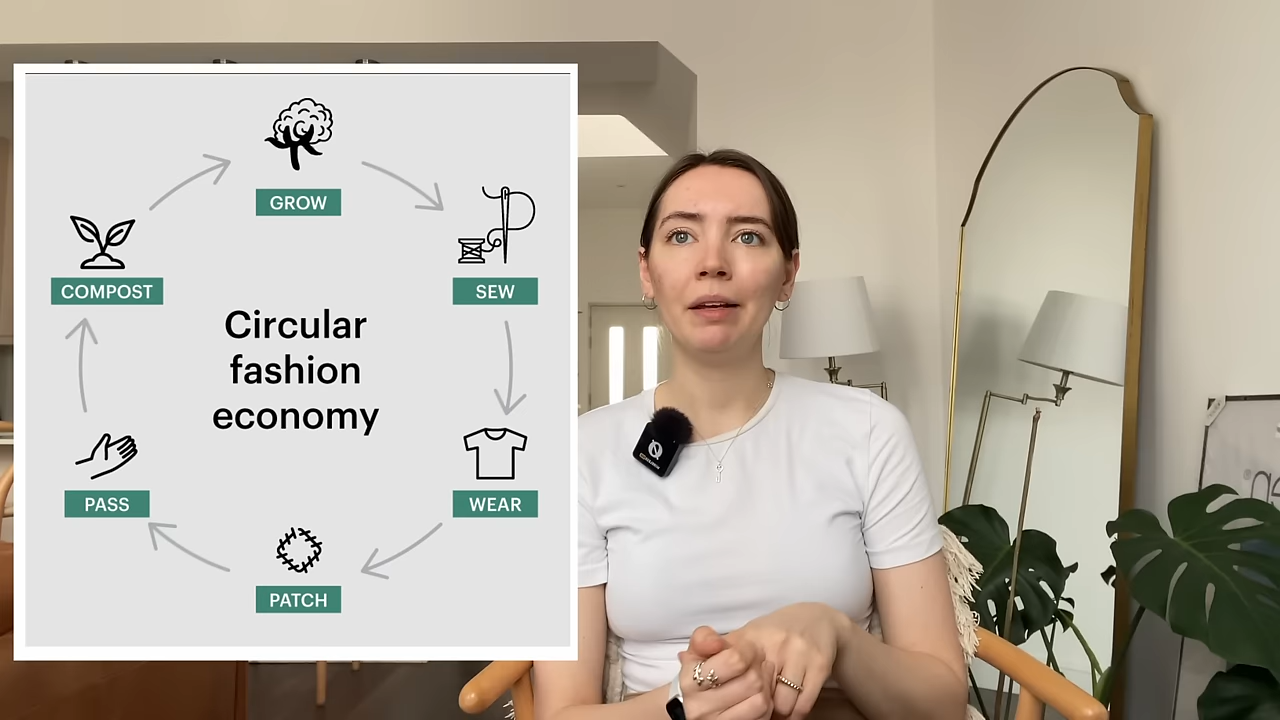 GROW
SEW
WEAR
PATCH
PASS
COMPOST
Circular
fashion
economy